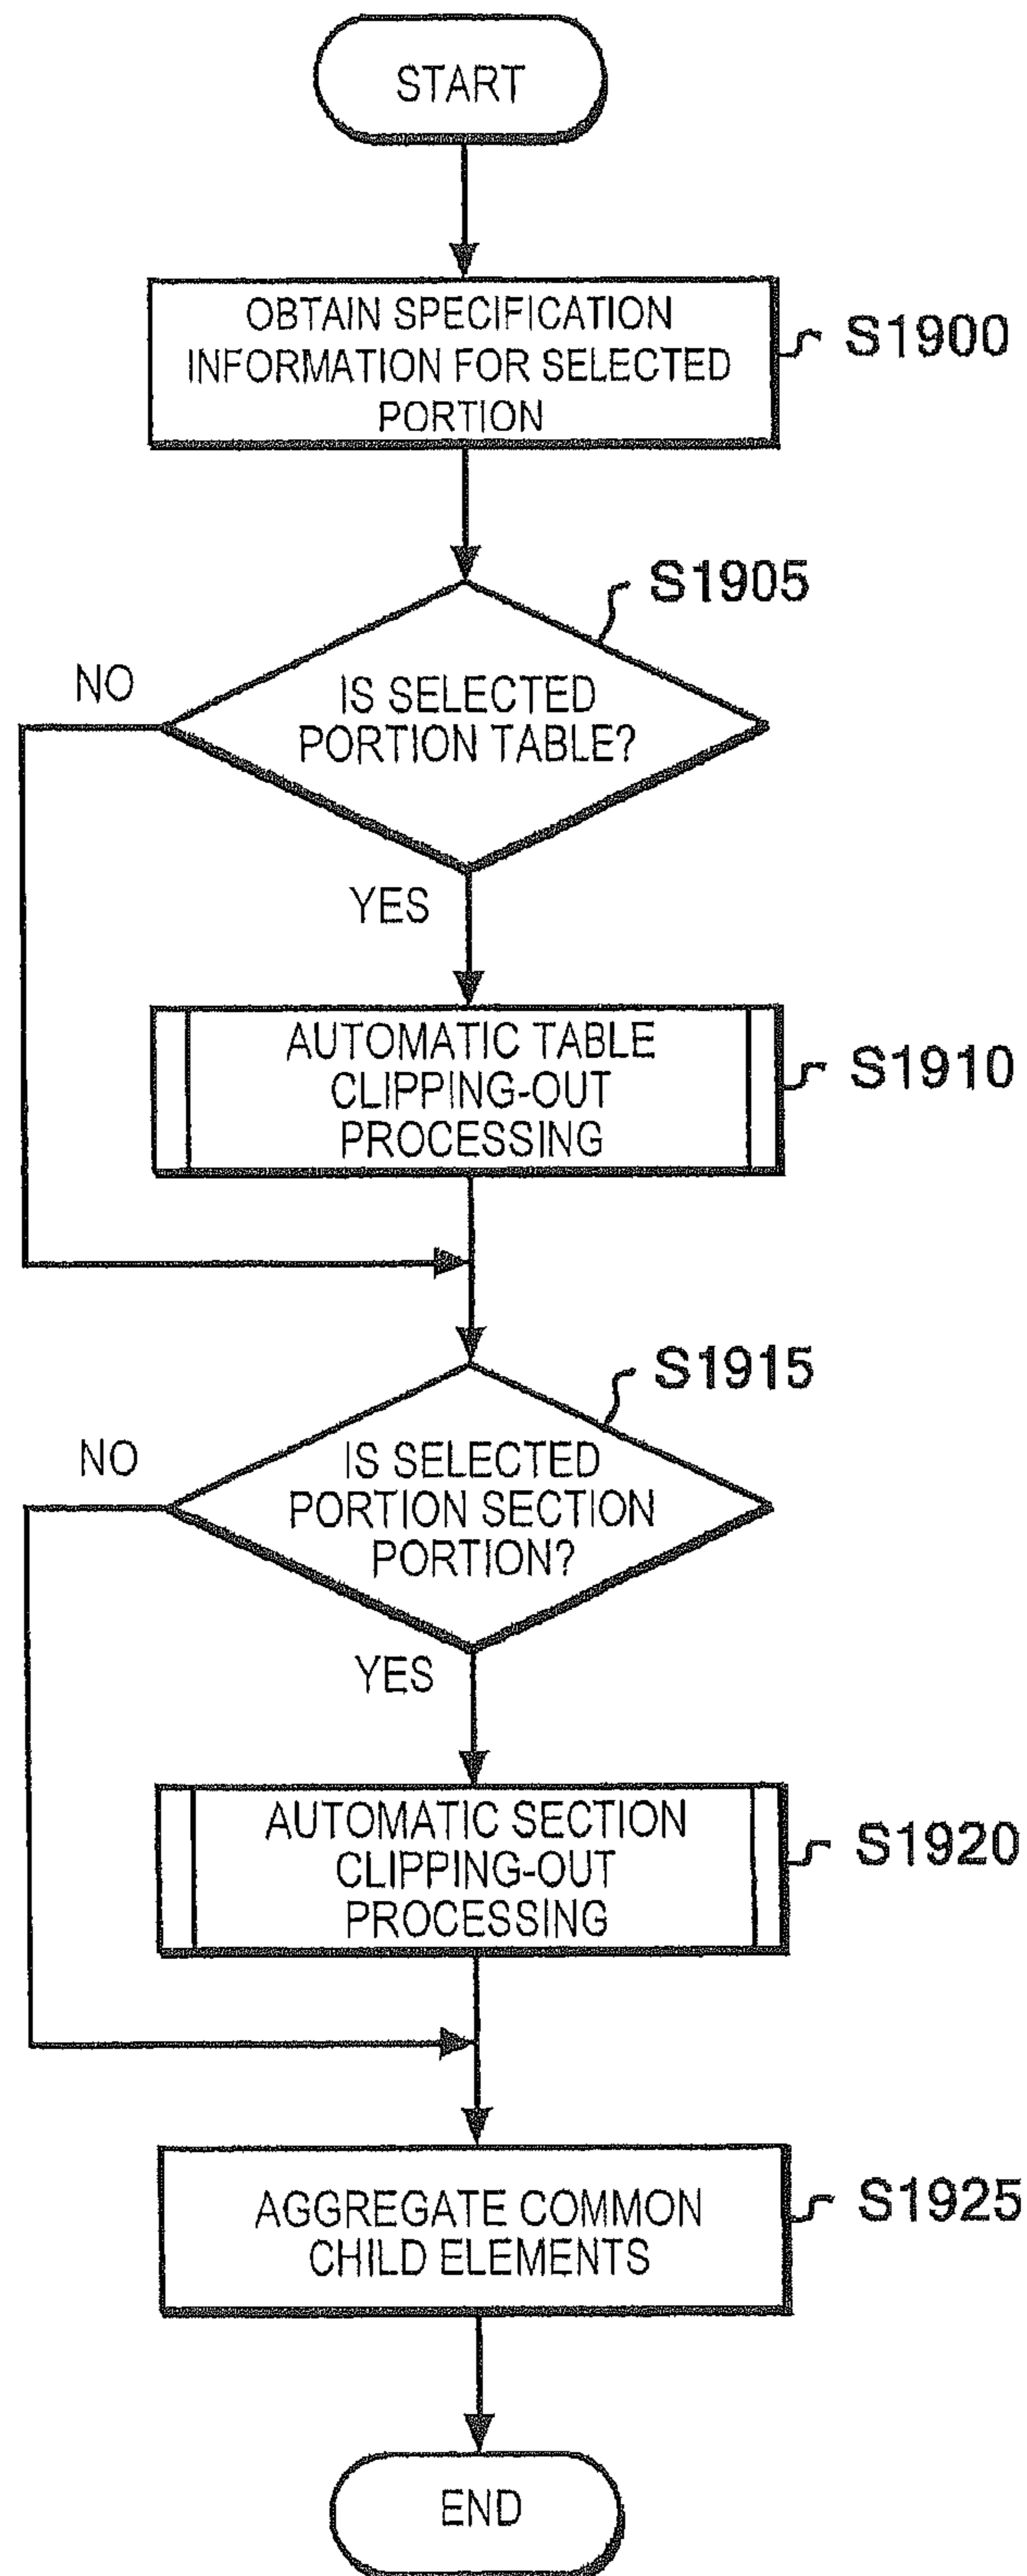 START
OBTAIN SPECIFICATION
INFORMATION FOR SELECTED
PORTION
S1900
S1905
NO
IS SELECTED
PORTION TABLE?
YES
AUTOMATIC TABLE
CLIPPING-OUT
PROCESSING
S1910
S1915
NO
IS SELECTED
PORTION SECTION
PORTION?
YES
AUTOMATIC SECTION
CLIPPING-OUT
PROCESSING
S1920
AGGREGATE COMMON
CHILD ELEMENTS
S1925
END